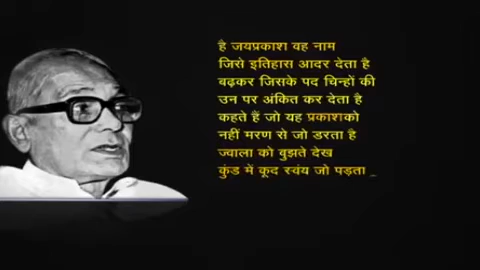 है जयप्रकाश वह नाम
जिसे इतिहास आदर देता है
बढ़कर जिसके पद चिन्हों की
उन पर अंकित कर देता है
कहते हैं जो यह प्रकाशको
नहीं मरण से जो डरता है
ज्वाला को बुझते देख
कुंड में कूद स्वंय जो पड़ता _